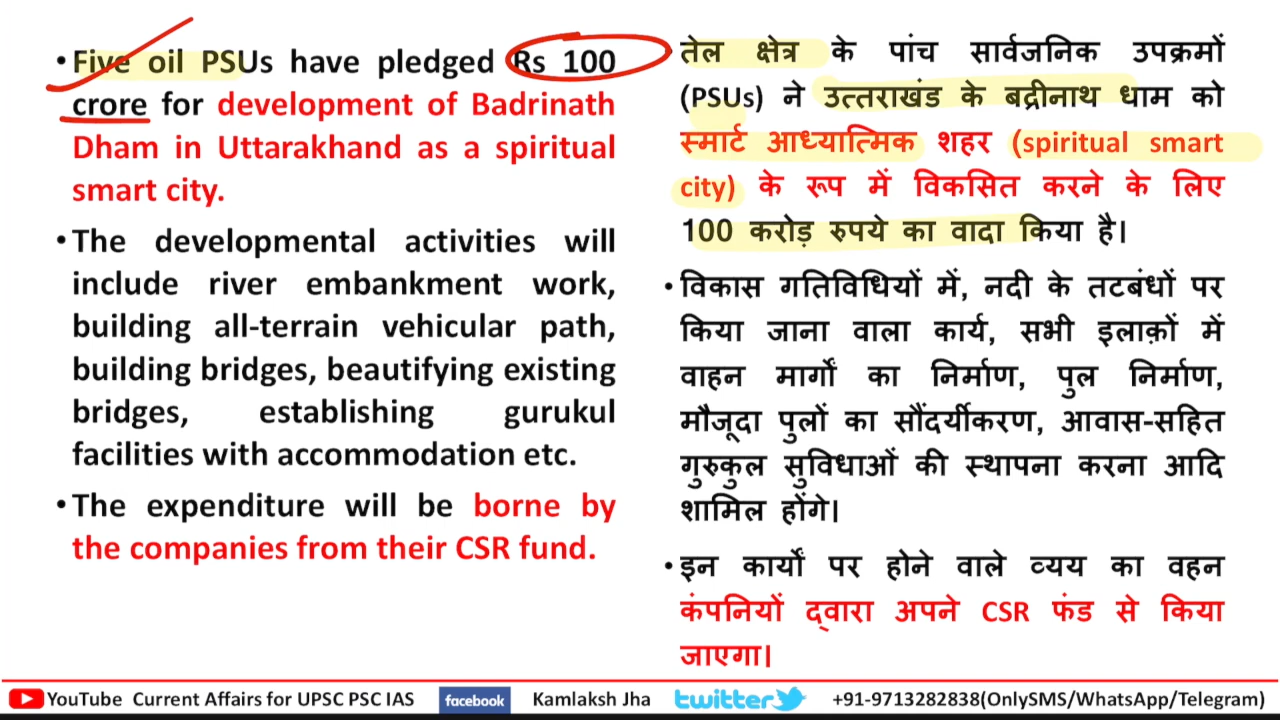 • Five oil PSUs have pledged Rs 100
crore for development of Badrinath
Dham in Uttarakhand as a spiritual
smart city.
• The developmental activities will
include river embankment work,
building all-terrain vehicular path,
building bridges, beautifying existing
bridges, establishing gurukul
facilities with accommodation etc.
• The expenditure will be borne by
the companies from their CSR fund.
तेल क्षेत्र के पांच सार्वजनिक उपक्रमों
(PSUs) ने उत्तराखंड के बद्रीनाथ धाम को
स्मार्ट आध्यात्मिक शहर (spiritual smart
city) के रूप में विकसित करने के लिए
100 करोड़ रुपये का वादा किया है।
• विकास गतिविधियों में, नदी के तटबंधों पर
किया जाना वाला कार्य, सभी इलाक़ों में
वाहन मार्गों का निर्माण, पुल निर्माण,
मौजूदा पुलों का सौंदर्यीकरण, आवास-सहित
गुरुकुल सुविधाओं की स्थापना करना आदि
शामिल होंगे।
• इन कार्यों पर होने वाले व्यय का वहन
कंपनियों द्वारा अपने CSR फंड से किया
जाएगा।
YouTube Current Affairs for UPSC PSC IAS facebook Kamlaksh Jha twitter +91-9713282838(OnlySMS/WhatsApp/Telegram)